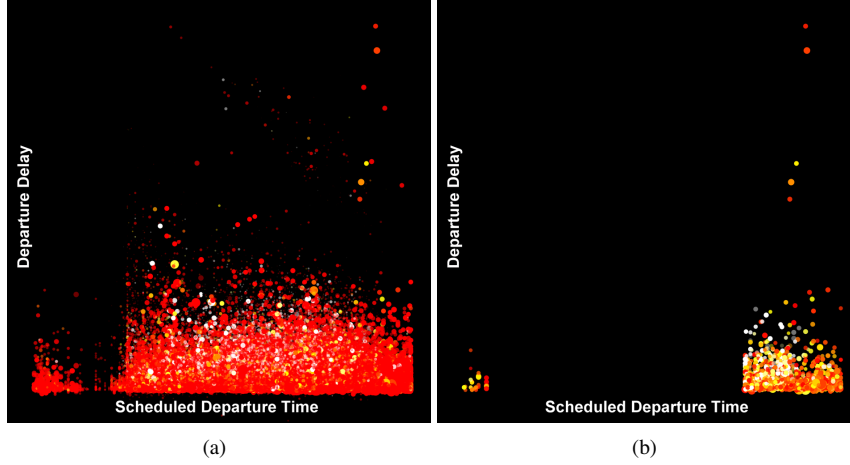 Departure Delay
Scheduled Departure Time
(a)
Departure Delay
Scheduled Departure Time
(b)